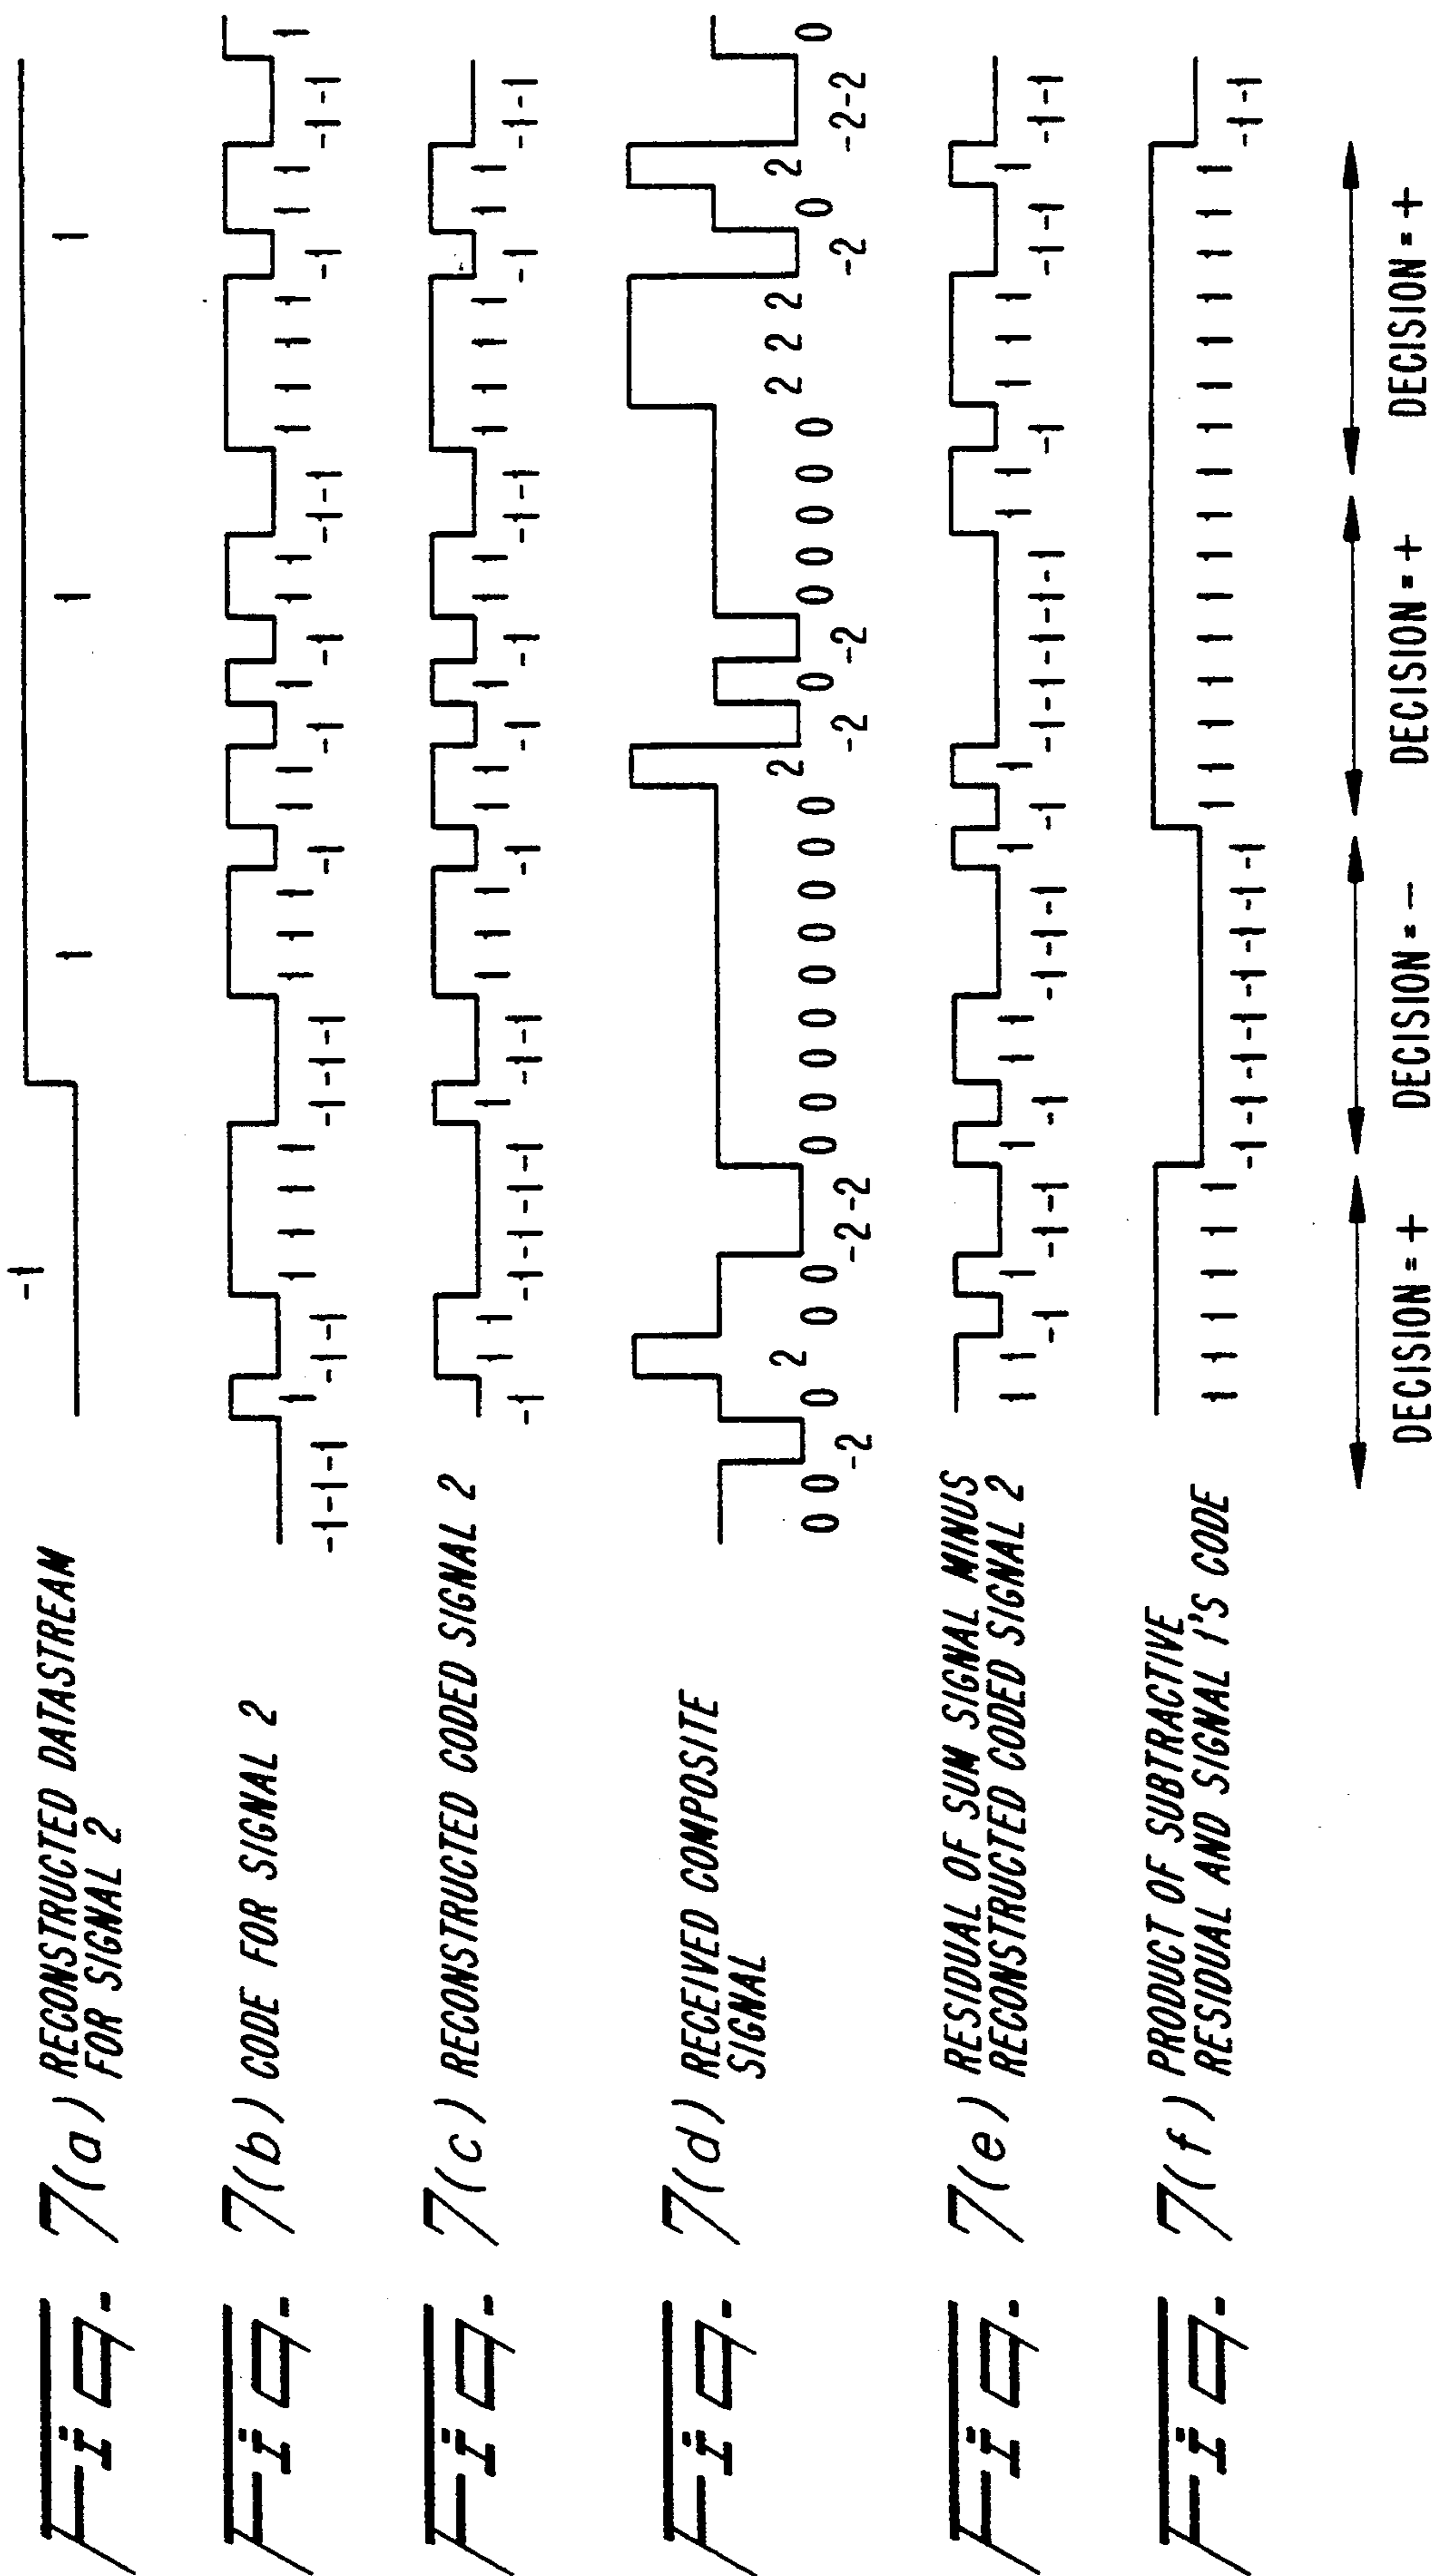 Fig. 7(a) RECONSTRUCTED DATASTREAM
FOR SIGNAL 2
-1 1 1 1
Fig. 7(b) CODE FOR SIGNAL 2
-1-1-1 1 -1-1 1 1 1 1 -1-1-1 1 1 1 -1 1 1 -1 1 -1 1 1 -1-1 1 1 1 1 -1 1 1 -1-1 1
Fig. 7(c) RECONSTRUCTED CODED SIGNAL 2
-1 1 1 -1-1-1-1 1 -1-1 1 1 1 -1 1 1 -1 1 -1 1 1 -1-1 1 1 1 1 -1 1 1 -1-1
Fig. 7(d) RECEIVED COMPOSITE
SIGNAL
0 0 -2 0 2 0 0 -2-2 0 0 0 0 0 0 0 0 0 2 -2 0 -2 0 0 0 0 0 2 2 2 -2 0 2 -2-2 0
Fig. 7(e) RESIDUAL OF SUM SIGNAL MINUS
RECONSTRUCTED CODED SIGNAL 2
1 1 -1 1 -1-1 1 -1 1 1 -1-1-1 1 -1 1 -1-1-1-1-1 1 1 -1 1 1 1 -1-1 1 -1-1
Fig. 7(f) PRODUCT OF SUBTRACTIVE
RESIDUAL AND SIGNAL 1'S CODE
1 1 1 1 1 1 -1-1-1-1-1-1-1-1 1 1 1 1 1 1 1 1 1 1 1 1 1 1 1 1 -1-1
DECISION = + DECISION = - DECISION = + DECISION = +